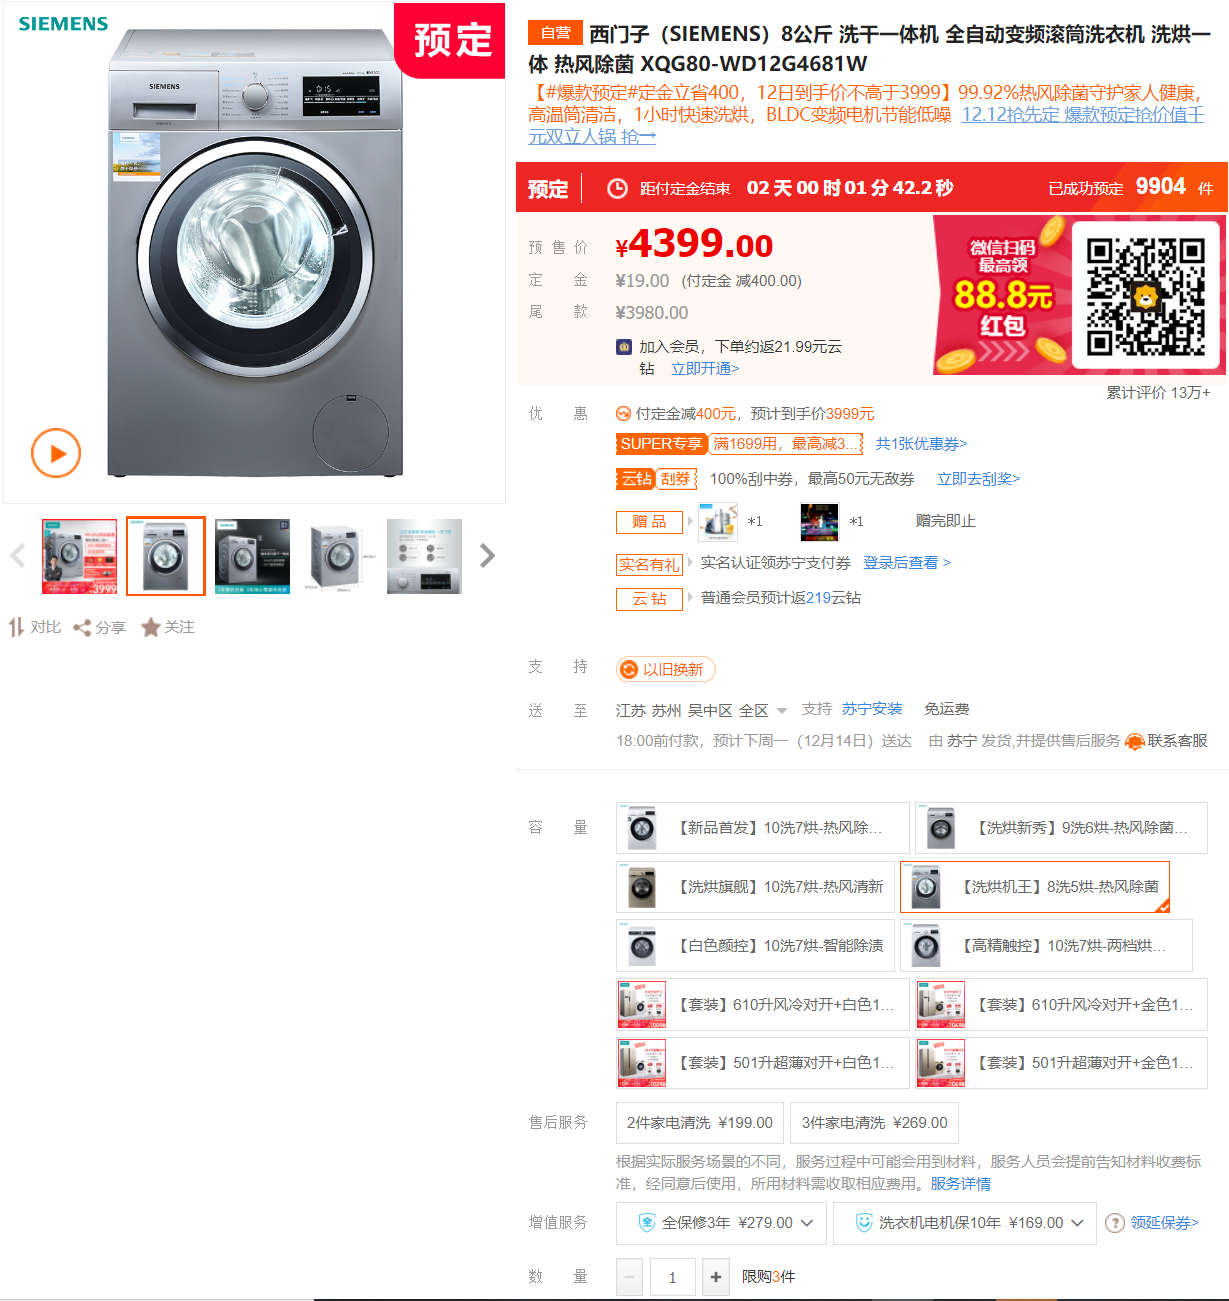 SIEMENS
预定
SIEMENS
自营 西门子（SIEMENS）8公斤 洗干一体机 全自动变频滚筒洗衣机 洗烘一
体 热风除菌 XQG80-WD12G4681W
【#爆款预定#定金立省400，12日到手价不高于3999】99.92%热风除菌守护家人健康，
高温筒清洁，1小时快速洗烘，BLDC变频电机节能低噪 12.12抢先定 爆款预定抢价值千
元双立人锅 抢→
预定 距付定金结束 02 天 00 时 01 分 42.2 秒 已成功预定 9904 件
预售价 ¥4399.00
定金 ¥19.00 (付定金 减400.00)
尾款 ¥3980.00
加入会员，下单约返21.99元云
钻 立即开通>
微信扫码
最高领
88.8元
红包
累计评价 13万+
优惠 付定金减400元，预计到手价3999元
SUPER专享 满1699用，最高减3... 共1张优惠券>
云钻 刮券 100%刮中券，最高50元无敌券 立即去刮奖>
赠品 *1 *1 赠完即止
实名有礼 实名认证领苏宁支付券 登录后查看 >
云钻 普通会员预计返219云钻
3999
对比 分享 关注
支持 以旧换新
送至 江苏 苏州 吴中区 全区 支持 苏宁安装 免运费
18:00前付款，预计下周一（12月14日）送达 由 苏宁 发货,并提供售后服务 联系客服
容量 【新品首发】10洗7烘-热风除... 【洗烘新秀】9洗6烘-热风除菌...
【洗烘旗舰】10洗7烘-热风清新 【洗烘机王】8洗5烘-热风除菌
【白色颜控】10洗7烘-智能除渍 【高精触控】10洗7烘-两档烘...
【套装】610升风冷对开+白色1... 【套装】610升风冷对开+金色1...
【套装】501升超薄对开+白色1... 【套装】501升超薄对开+金色1...
售后服务 2件家电清洗 ¥199.00 3件家电清洗 ¥269.00
根据实际服务场景的不同，服务过程中可能会用到材料，服务人员会提前告知材料收费标
准，经同意后使用，所用材料需收取相应费用。服务详情
增值服务 全保修3年 ¥279.00 洗衣机电机保10年 ¥169.00 ? 领延保券>
数量 − 1 + 限购3件